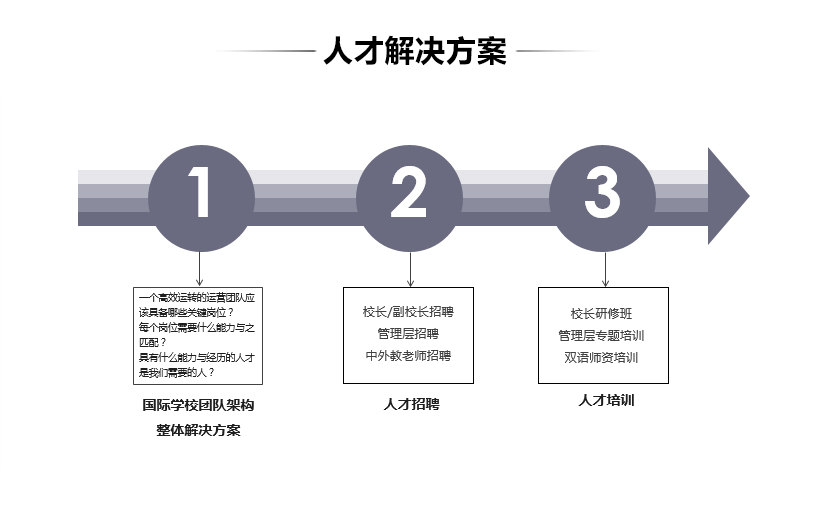 人才解决方案
1
2
3
一个高效运转的运营团队应
该具备哪些关键岗位？
每个岗位需要什么能力与之
匹配？
具有什么能力与经历的人才
是我们需要的人？
国际学校团队架构
整体解决方案
校长/副校长招聘
管理层招聘
中外教老师招聘
人才招聘
校长研修班
管理层专题培训
双语师资培训
人才培训